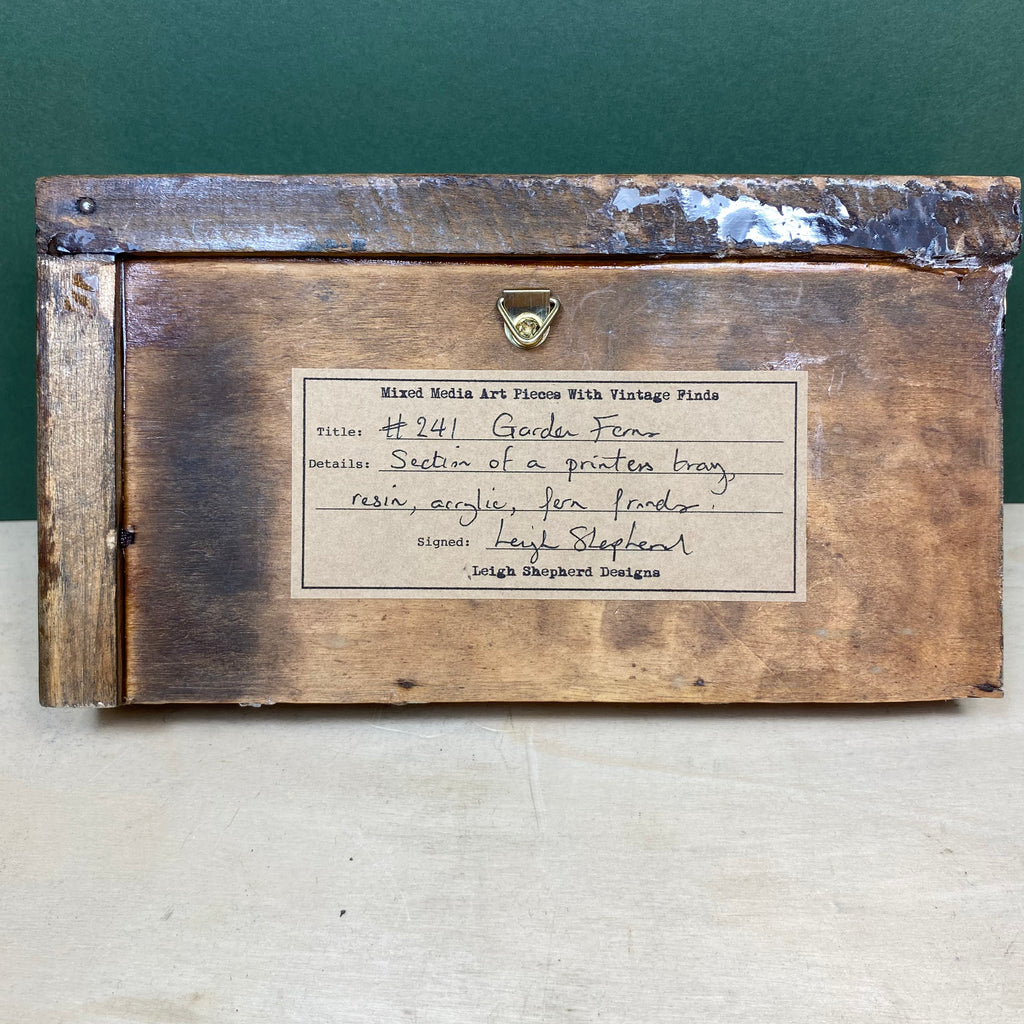 Mixed Media Art Pieces With Vintage Finds
Title: #241 Garden Ferns
Details: Section of a printers tray,
resin, acrylic, fern fronds.
Signed: Leigh Shepherd
Leigh Shepherd Designs